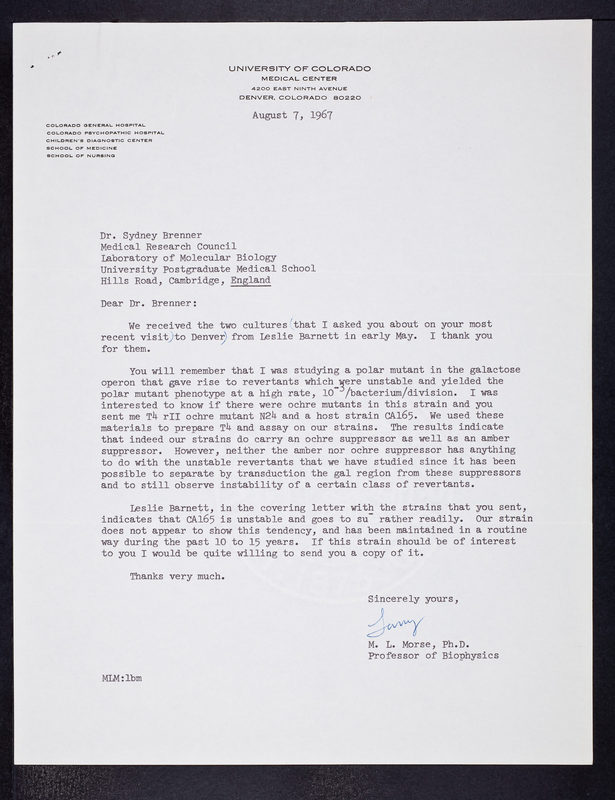 UNIVERSITY OF COLORADO
MEDICAL CENTER
4200 EAST NINTH AVENUE
DENVER, COLORADO 80220
August 7, 1967
COLORADO GENERAL HOSPITAL
COLORADO PSYCHOPATHIC HOSPITAL
CHILDREN'S DIAGNOSTIC CENTER
SCHOOL OF MEDICINE
SCHOOL OF NURSING
Dr. Sydney Brenner
Medical Research Council
Laboratory of Molecular Biology
University Postgraduate Medical School
Hills Road, Cambridge, England
Dear Dr. Brenner:
We received the two cultures (that I asked you about on your most
recent visit to Denver) from Leslie Barnett in early May. I thank you
for them.
You will remember that I was studying a polar mutant in the galactose
operon that gave rise to revertants which were unstable and yielded the
polar mutant phenotype at a high rate, 10⁻³/bacterium/division. I was
interested to know if there were ochre mutants in this strain and you
sent me T4 rII ochre mutant N24 and a host strain CA165. We used these
materials to prepare T4 and assay on our strains. The results indicate
that indeed our strains do carry an ochre suppressor as well as an amber
suppressor. However, neither the amber nor ochre suppressor has anything
to do with the unstable revertants that we have studied since it has been
possible to separate by transduction the gal region from these suppressors
and to still observe instability of a certain class of revertants.
Leslie Barnett, in the covering letter with the strains that you sent,
indicates that CA165 is unstable and goes to su⁻ rather readily. Our strain
does not appear to show this tendency, and has been maintained in a routine
way during the past 10 to 15 years. If this strain should be of interest
to you I would be quite willing to send you a copy of it.
Thanks very much.
Sincerely yours,
M. L. Morse, Ph.D.
Professor of Biophysics
MLM:lbm